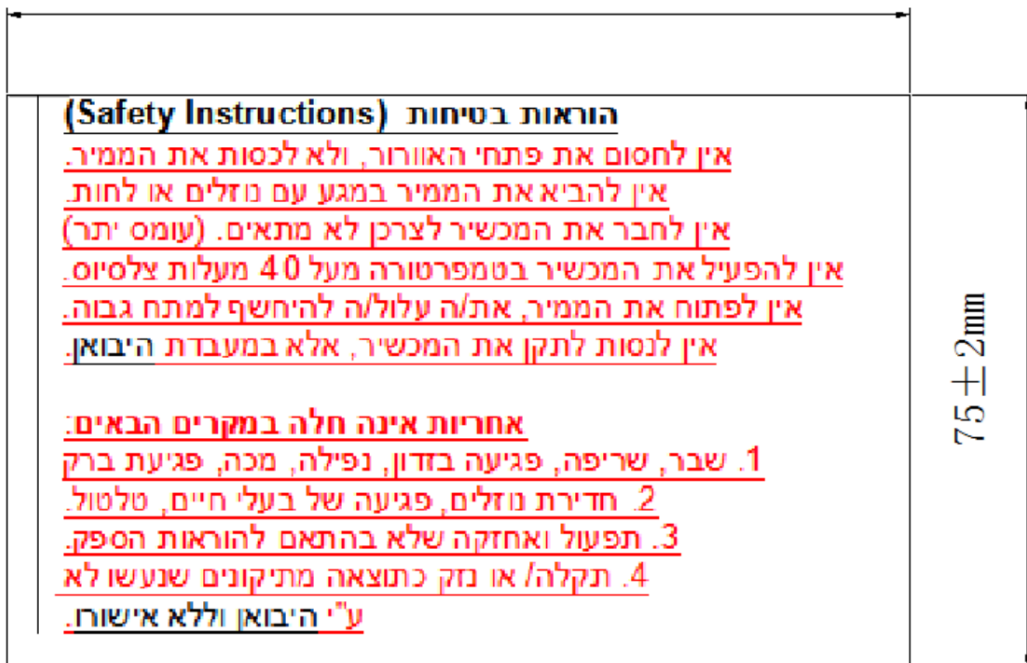 הוראות בטיחות (Safety Instructions)
אין לחסום את פתחי האוורור, ולא לכסות את הממיר.
אין להביא את הממיר במגע עם נוזלים או לחות.
אין לחבר את המכשיר לצרכן לא מתאים. (עומס יתר)
אין להפעיל את המכשיר בטמפרטורה מעל 40 מעלות צלסיוס.
אין לפתוח את הממיר, את/ה עלול/ה להיחשף למתח גבוה.
אין לנסות לתקן את המכשיר, אלא במעבדת היבואן.
אחריות אינה חלה במקרים הבאים:
1. שבר, שריפה, פגיעה בזדון, נפילה, מכה, פגיעת ברק
2. חדירת נוזלים, פגיעה של בעלי חיים, טלטול.
3. תפעול ואחזקה שלא בהתאם להוראות הספק.
4. תקלה/ או נזק כתוצאה מתיקונים שנעשו לא
ע"י היבואן וללא אישורו.
75±2mm